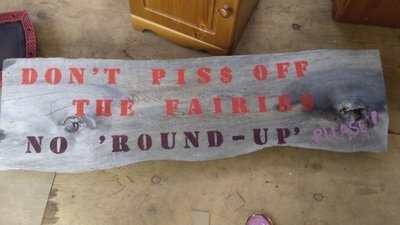 DON'T PISS OFF
THE FAIRIES
NO 'ROUND-UP' PLEASE!